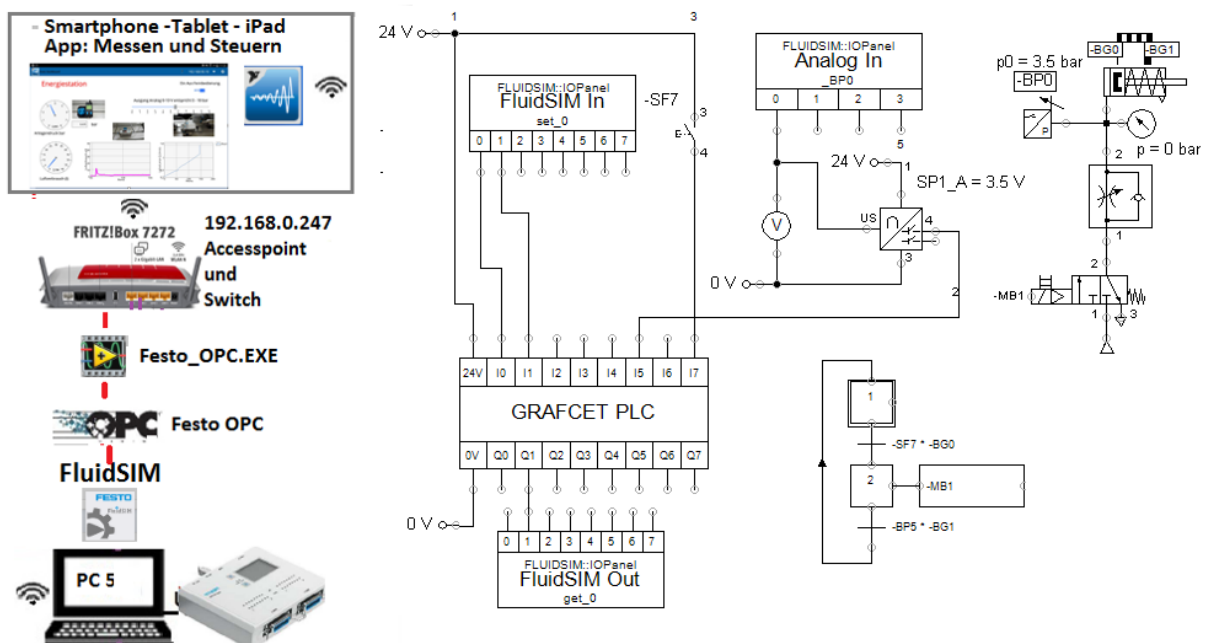 - Smartphone -Tablet - iPad
App: Messen und Steuern
Energiestation
192.168.0.247
FRITZ!Box 7272
Accesspoint
und
Switch
Festo_OPC.EXE
OPC
Festo OPC
FluidSIM
FESTO
FluidSIM
PC 5
1
3
24 V
FLUIDSIM::IOPanel
FluidSIM In
set_0
0 1 2 3 4 5 6 7
-SF7
3
E
4
FLUIDSIM::IOPanel
Analog In
_BP0
0 1 2 3
5
24 V
1
SP1_A = 3.5 V
US
4
V
3
0 V
2
24V I0 I1 I2 I3 I4 I5 I6 I7
GRAFCET PLC
0V Q0 Q1 Q2 Q3 Q4 Q5 Q6 Q7
0 V
0 1 2 3 4 5 6 7
FLUIDSIM::IOPanel
FluidSIM Out
get_0
-BG0
-BG1
p0 = 3.5 bar
-BP0
P
2
p = 0 bar
1
2
-MB1
1
3
1
-SF7 * -BG0
2
-MB1
-BP5 * -BG1